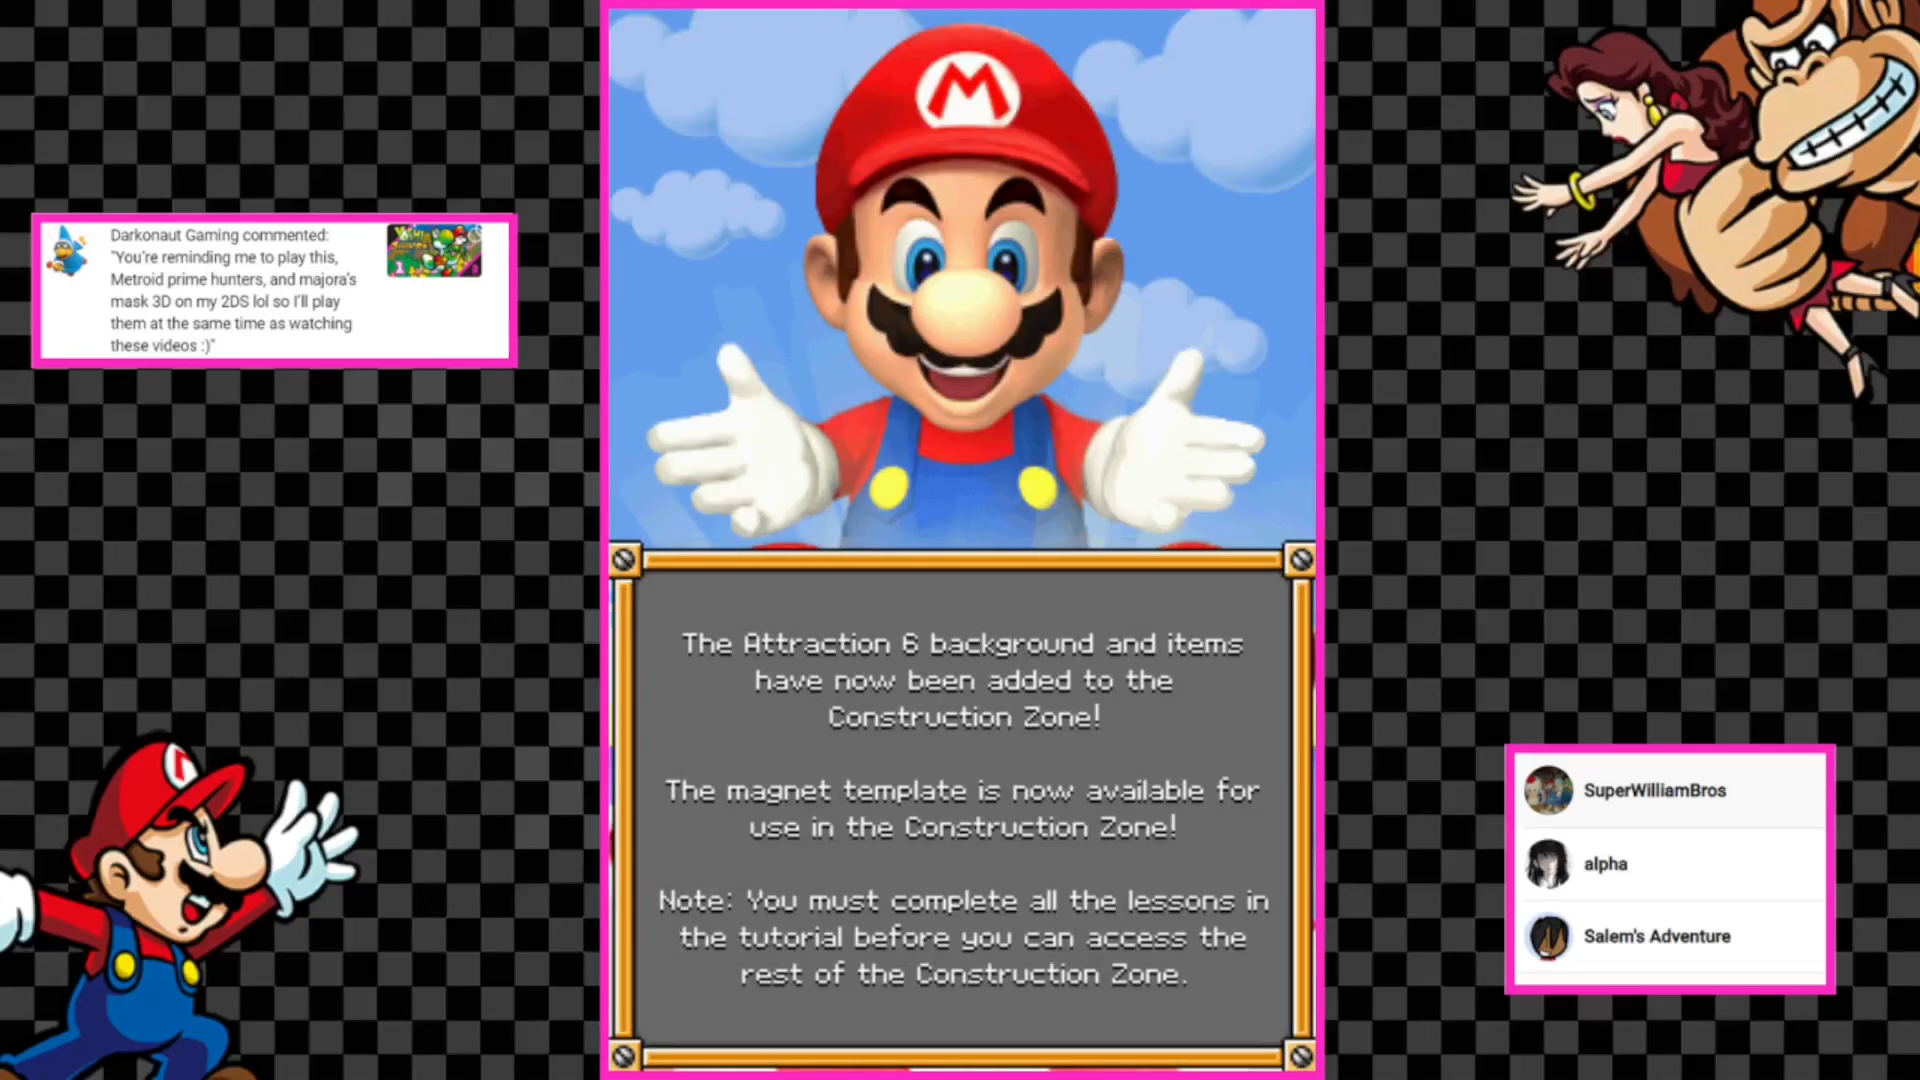 Darkonaut Gaming commented:
"You're reminding me to play this,
Metroid prime hunters, and majora's
mask 3D on my 2DS lol so I'll play
them at the same time as watching
these videos :)"
1
M
The Attraction 6 background and items
have now been added to the
Construction Zone!
The magnet template is now available for
use in the Construction Zone!
Note: You must complete all the lessons in
the tutorial before you can access the
rest of the Construction Zone.
SuperWilliamBros
alpha
Salem's Adventure